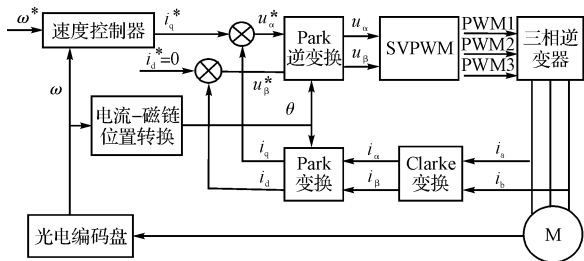 ω*
速度控制器
i_q*
u_α*
Park
逆变换
u_α
u_β
SVPWM
PWM1
PWM2
PWM3
三相逆
变器
i_d*=0
u_β*
ω
θ
电流-磁链
位置转换
i_q
i_d
Park
变换
i_α
i_β
Clarke
变换
i_a
i_b
光电编码盘
M